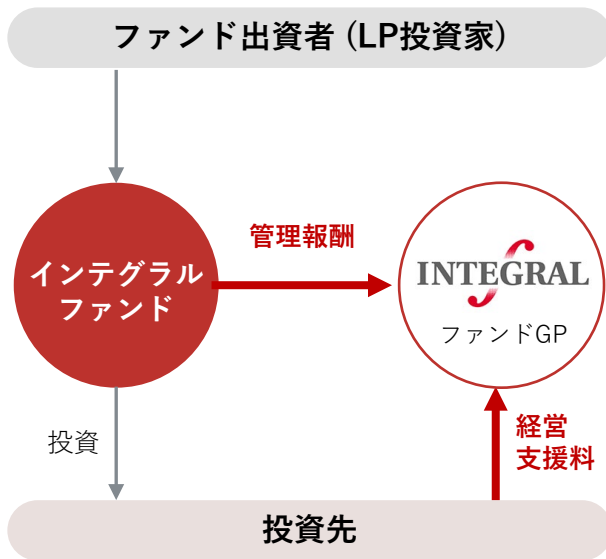 ファンド出資者 (LP投資家)
管理報酬
インテグラル
ファンド
INTEGRAL
ファンドGP
投資
経営
支援料
投資先